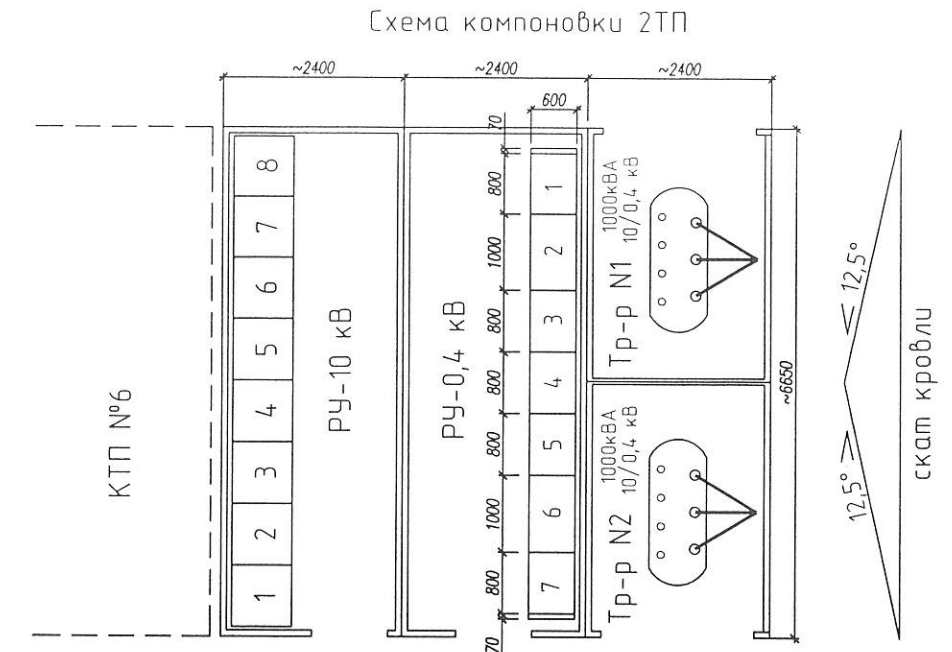 Схема компоновки 2ТП
~2400
~2400
~2400
600
КТП №6
8
7
6
5
4
3
2
1
РУ-10 кВ
РУ-0,4 кВ
70
800
1000
800
800
800
1000
800
70
1
2
3
4
5
6
7
Тр-р N1
1000кВА
10/0,4 кВ
Тр-р N2
1000кВА
10/0,4 кВ
~6650
12,5°
12,5°
скат кровли